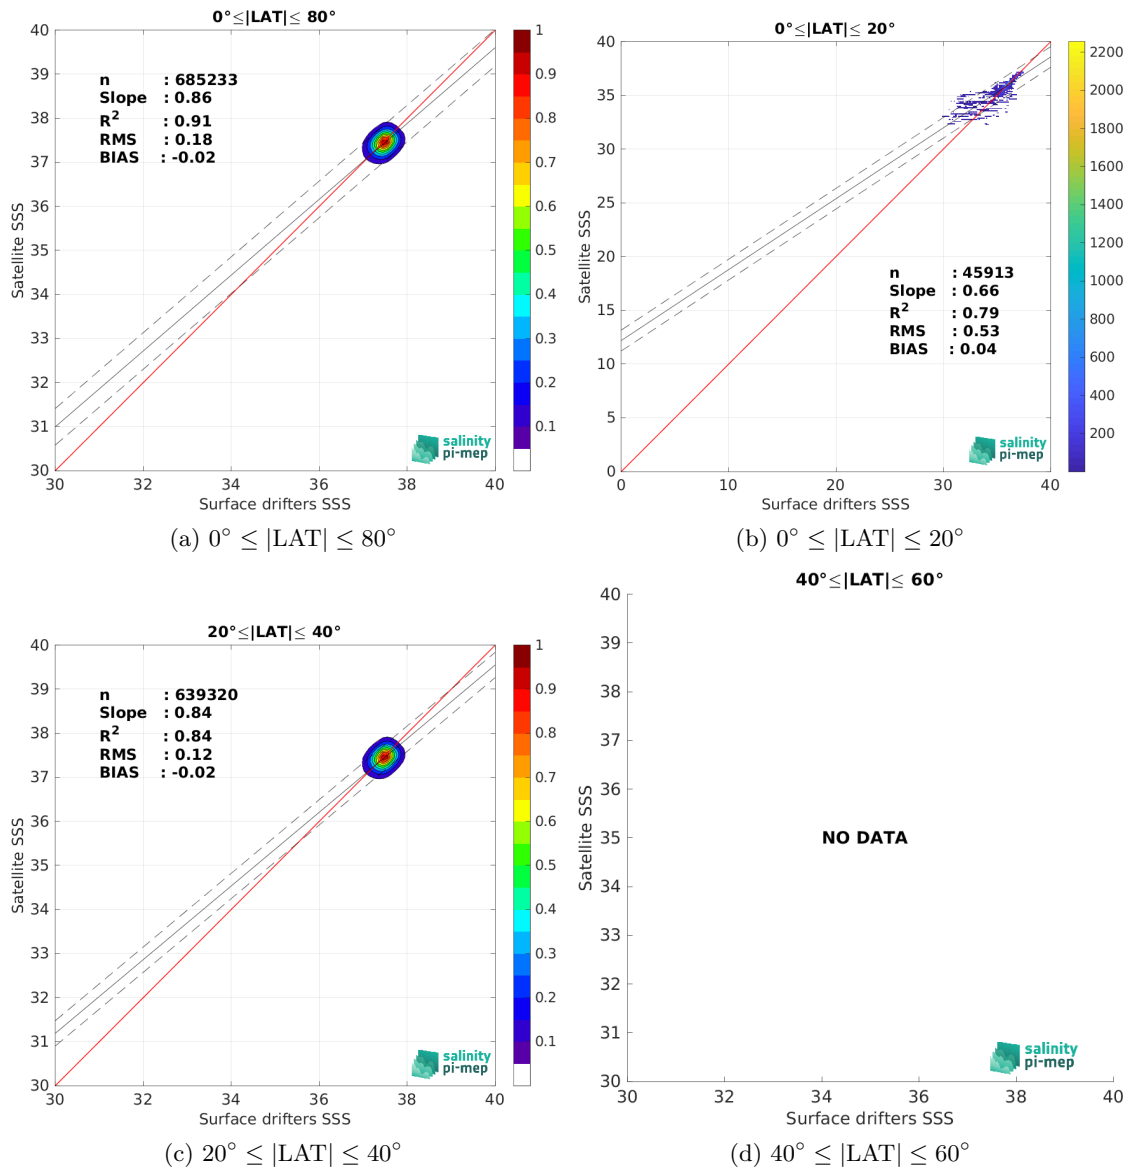 0°≤|LAT|≤ 80°
40
39
38
37
36
35
34
33
32
31
30
Satellite SSS
n : 685233
Slope : 0.86
R² : 0.91
RMS : 0.18
BIAS : -0.02
salinity
pi-mep
30 32 34 36 38 40
Surface drifters SSS
1
0.9
0.8
0.7
0.6
0.5
0.4
0.3
0.2
0.1
(a) 0° ≤ |LAT| ≤ 80°
0°≤|LAT|≤ 20°
40
35
30
25
20
15
10
5
0
Satellite SSS
n : 45913
Slope : 0.66
R² : 0.79
RMS : 0.53
BIAS : 0.04
salinity
pi-mep
0 10 20 30 40
Surface drifters SSS
2200
2000
1800
1600
1400
1200
1000
800
600
400
200
(b) 0° ≤ |LAT| ≤ 20°
20°≤|LAT|≤ 40°
40
39
38
37
36
35
34
33
32
31
30
Satellite SSS
n : 639320
Slope : 0.84
R² : 0.84
RMS : 0.12
BIAS : -0.02
salinity
pi-mep
30 32 34 36 38 40
Surface drifters SSS
1
0.9
0.8
0.7
0.6
0.5
0.4
0.3
0.2
0.1
(c) 20° ≤ |LAT| ≤ 40°
40°≤|LAT|≤ 60°
40
39
38
37
36
35
34
33
32
31
30
Satellite SSS
NO DATA
salinity
pi-mep
30 32 34 36 38 40
Surface drifters SSS
(d) 40° ≤ |LAT| ≤ 60°